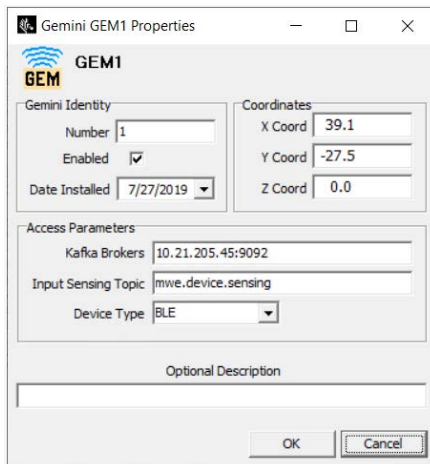 Gemini GEM1 Properties
GEM
GEM1
Gemini Identity
Number 1
Enabled
Date Installed 7/27/2019
Coordinates
X Coord 39.1
Y Coord -27.5
Z Coord 0.0
Access Parameters
Kafka Brokers 10.21.205.45:9092
Input Sensing Topic mwe.device.sensing
Device Type BLE
Optional Description
OK Cancel